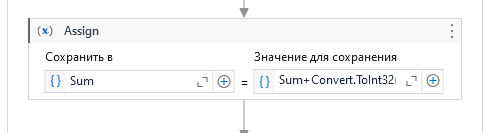 (x) Assign
Сохранить в
Значение для сохранения
{} Sum = {} Sum+Convert.ToInt32(